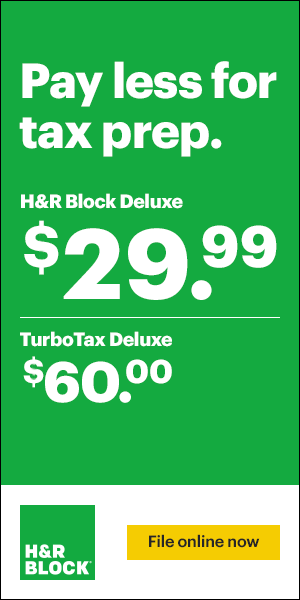 Pay less for
tax prep.
H&R Block Deluxe
$29.99
TurboTax Deluxe
$60.00
H&R
BLOCK
File online now